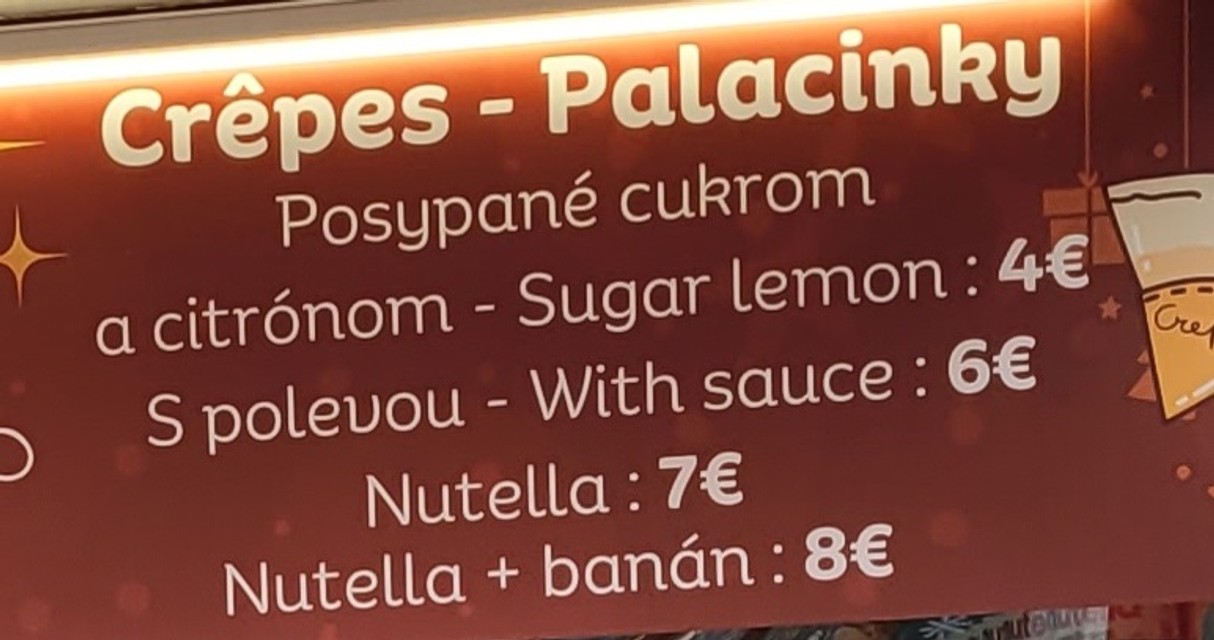 Crêpes - Palacinky
Posypané cukrom
a citrónom - Sugar lemon : 4€
S polevou - With sauce : 6€
Nutella : 7€
Nutella + banán : 8€